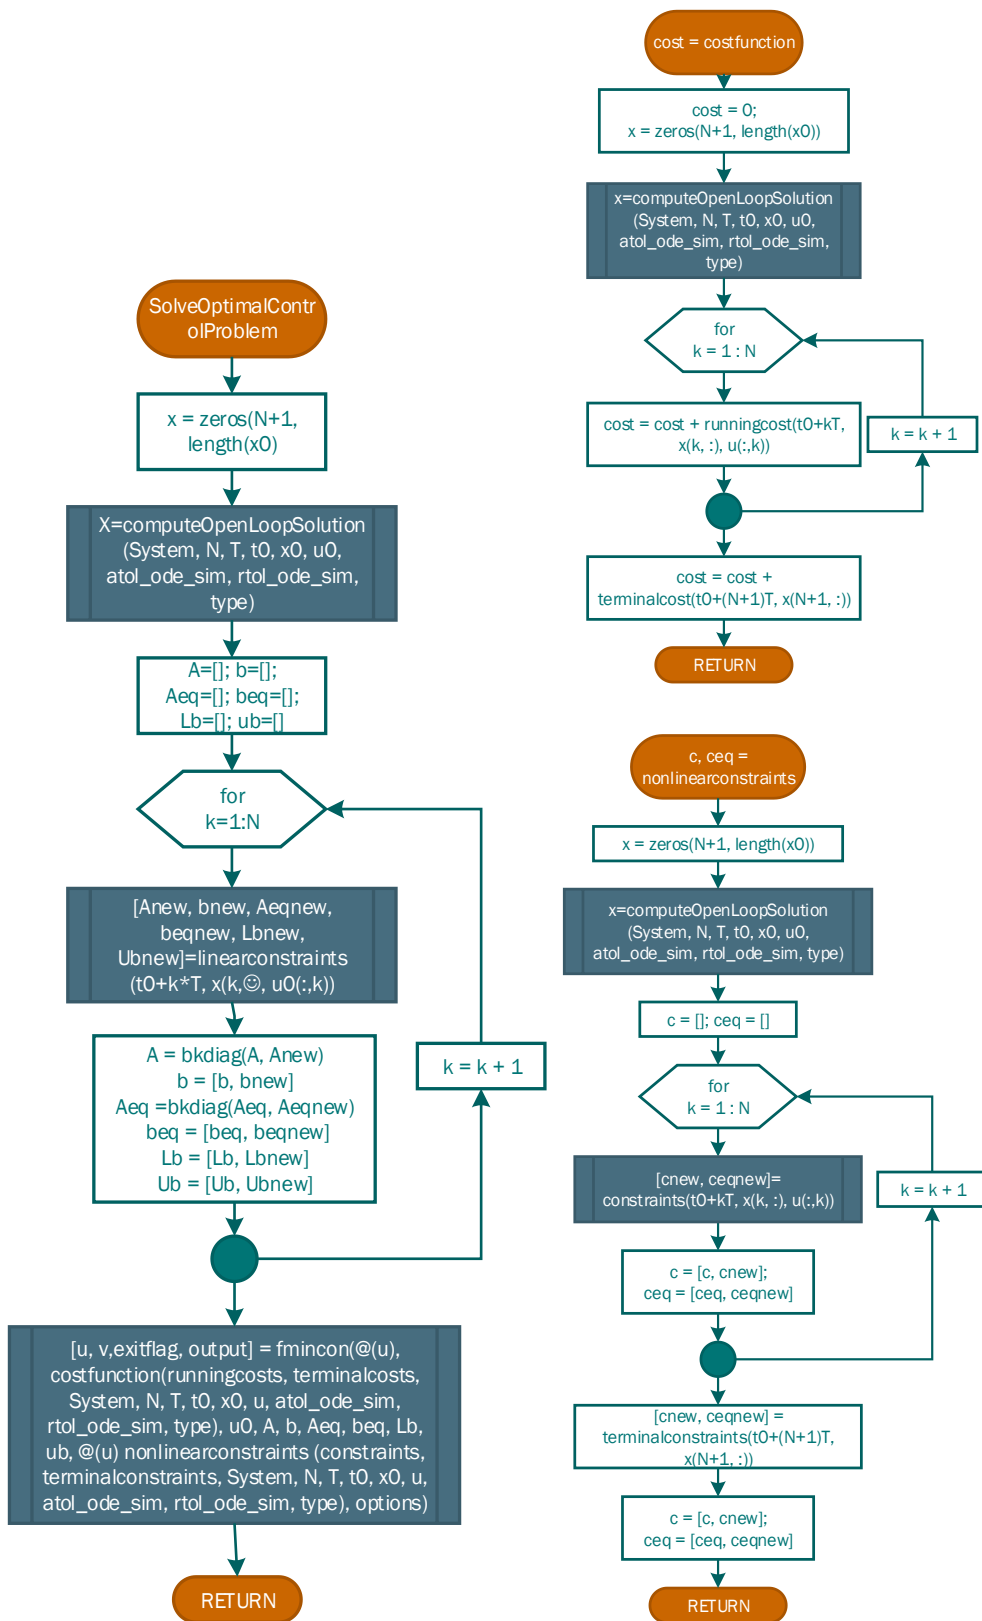 SolveOptimalContr
olProblem
x = zeros(N+1,
length(x0)
X=computeOpenLoopSolution
(System, N, T, t0, x0, u0,
atol_ode_sim, rtol_ode_sim,
type)
A=[]; b=[];
Aeq=[]; beq=[];
Lb=[]; ub=[]
for
k=1:N
[Anew, bnew, Aeqnew,
beqnew, Lbnew,
Ubnew]=linearconstraints
(t0+k*T, x(k,☺, u0(:,k))
A = bkdiag(A, Anew)
b = [b, bnew]
Aeq =bkdiag(Aeq, Aeqnew)
beq = [beq, beqnew]
Lb = [Lb, Lbnew]
Ub = [Ub, Ubnew]
k = k + 1
[u, v,exitflag, output] = fmincon(@(u),
costfunction(runningcosts, terminalcosts,
System, N, T, t0, x0, u, atol_ode_sim,
rtol_ode_sim, type), u0, A, b, Aeq, beq, Lb,
ub, @(u) nonlinearconstraints (constraints,
terminalconstraints, System, N, T, t0, x0, u,
atol_ode_sim, rtol_ode_sim, type), options)
RETURN
cost = costfunction
cost = 0;
x = zeros(N+1, length(x0))
x=computeOpenLoopSolution
(System, N, T, t0, x0, u0,
atol_ode_sim, rtol_ode_sim,
type)
for
k = 1 : N
cost = cost + runningcost(t0+kT,
x(k, :), u(:,k))
k = k + 1
cost = cost +
terminalcost(t0+(N+1)T, x(N+1, :))
RETURN
c, ceq =
nonlinearconstraints
x = zeros(N+1, length(x0))
x=computeOpenLoopSolution
(System, N, T, t0, x0, u0,
atol_ode_sim, rtol_ode_sim, type)
c = []; ceq = []
for
k = 1 : N
[cnew, ceqnew]=
constraints(t0+kT, x(k, :), u(:,k))
k = k + 1
c = [c, cnew];
ceq = [ceq, ceqnew]
[cnew, ceqnew] =
terminalconstraints(t0+(N+1)T,
x(N+1, :))
c = [c, cnew];
ceq = [ceq, ceqnew]
RETURN